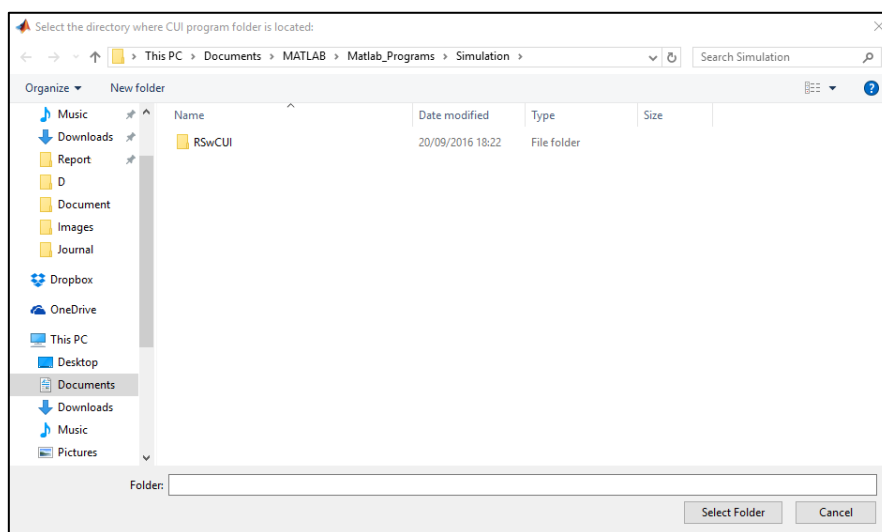 Select the directory where CUI program folder is located:
This PC > Documents > MATLAB > Matlab_Programs > Simulation >
Search Simulation
Organize
New folder
Name
Date modified
Type
Size
RSwCUI
20/09/2016 18:22
File folder
Music
Downloads
Report
D
Document
Images
Journal
Dropbox
OneDrive
This PC
Desktop
Documents
Downloads
Music
Pictures
Folder:
Select Folder
Cancel